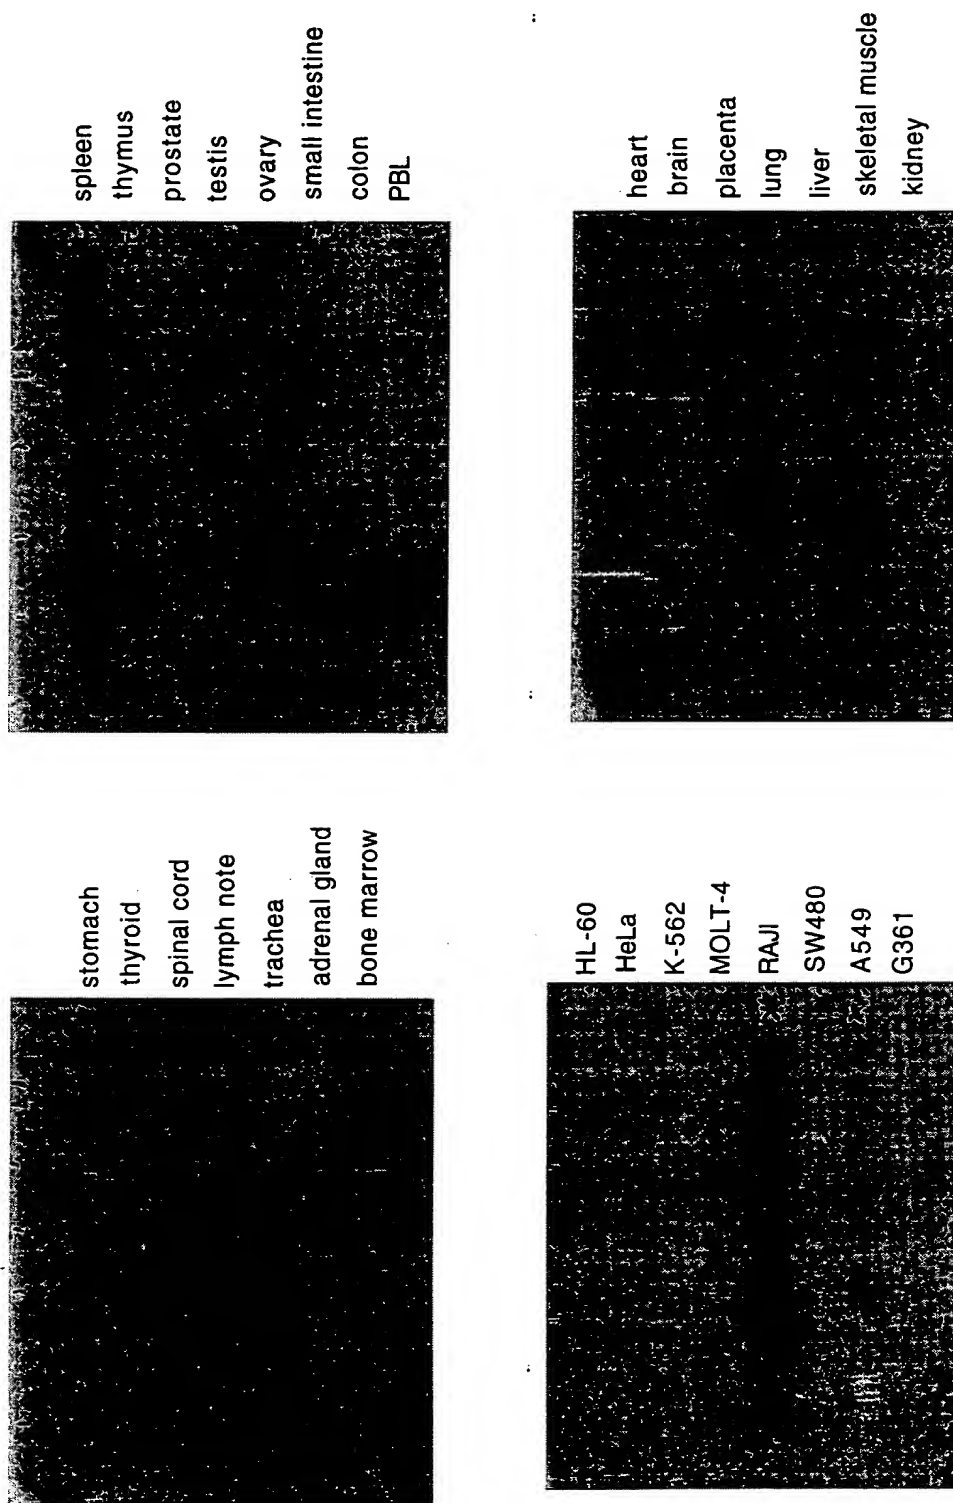 spleen
thymus
prostate
testis
ovary
small intestine
colon
PBL
heart
brain
placenta
lung
liver
skeletal muscle
kidney
stomach
thyroid
spinal cord
lymph note
trachea
adrenal gland
bone marrow
HL-60
HeLa
K-562
MOLT-4
RAJI
SW480
A549
G361